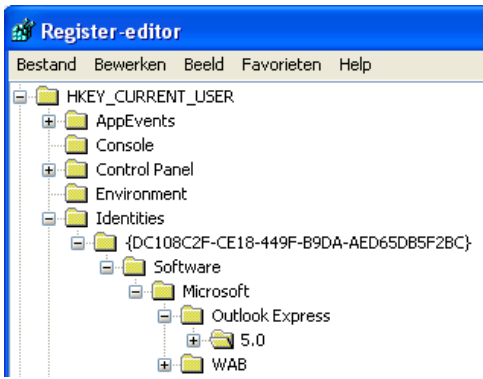 Register-editor
Bestand Bewerken Beeld Favorieten Help
HKEY_CURRENT_USER
AppEvents
Console
Control Panel
Environment
Identities
{DC108C2F-CE18-449F-B9DA-AED65DB5F2BC}
Software
Microsoft
Outlook Express
5.0
WAB